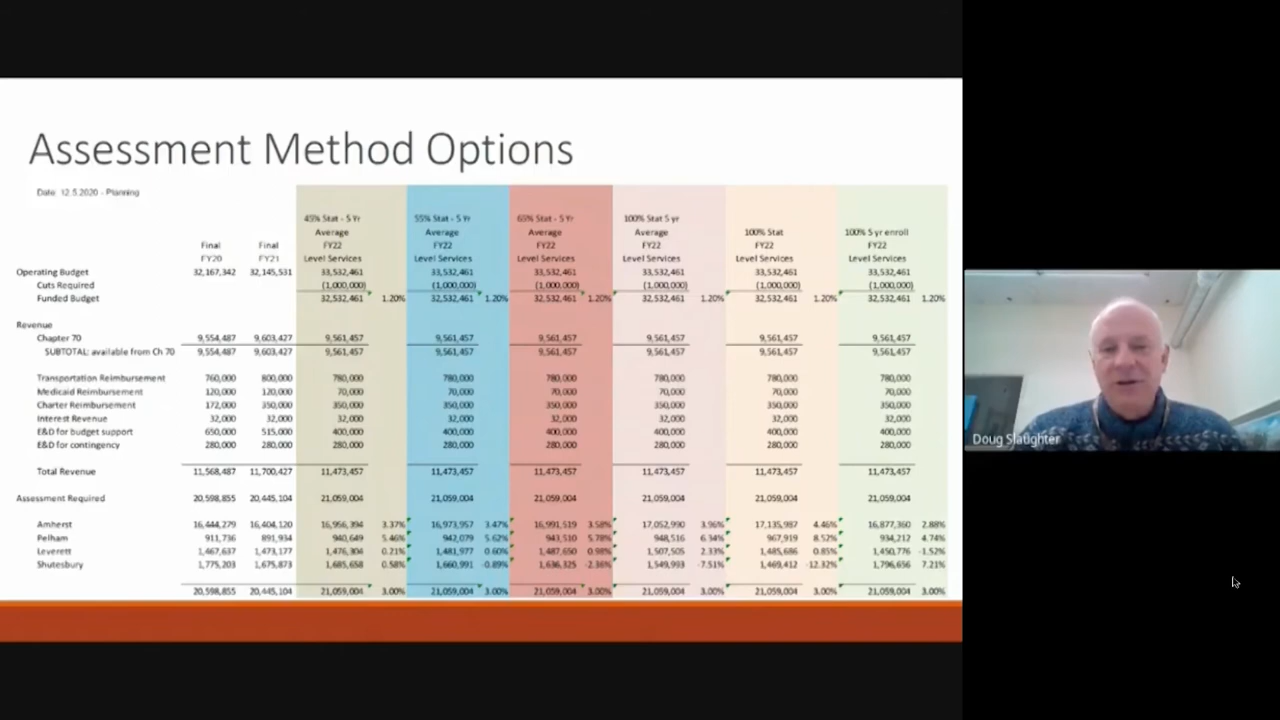 Assessment Method Options
Date: 12.5.2020 - Planning
45% Stat - 5 Yr 55% Stat - 5 Yr 65% Stat - 5 Yr 100% Stat 5 yr
Average Average Average Average 100% Stat 100% 5 yr enroll
Final Final FY22 FY22 FY22 FY22 FY22 FY22
FY20 FY21 Level Services Level Services Level Services Level Services Level Services Level Services
Operating Budget 32,167,342 32,145,531 33,532,461 33,532,461 33,532,461 33,532,461 33,532,461 33,532,461
Cuts Required (1,000,000) (1,000,000) (1,000,000) (1,000,000) (1,000,000) (1,000,000)
Funded Budget 32,532,461 1.20% 32,532,461 1.20% 32,532,461 1.20% 32,532,461 1.20% 32,532,461 1.20% 32,532,461 1.20%
Revenue
Chapter 70 9,554,487 9,603,427 9,561,457 9,561,457 9,561,457 9,561,457 9,561,457 9,561,457
SUBTOTAL: available from Ch 70 9,554,487 9,603,427 9,561,457 9,561,457 9,561,457 9,561,457 9,561,457 9,561,457
Transportation Reimbursement 760,000 800,000 780,000 780,000 780,000 780,000 780,000 780,000
Medicaid Reimbursement 120,000 120,000 70,000 70,000 70,000 70,000 70,000 70,000
Charter Reimbursement 172,000 350,000 350,000 350,000 350,000 350,000 350,000 350,000
Interest Revenue 32,000 32,000 32,000 32,000 32,000 32,000 32,000 32,000
E&D for budget support 650,000 515,000 400,000 400,000 400,000 400,000 400,000 400,000
E&D for contingency 280,000 280,000 280,000 280,000 280,000 280,000 280,000 280,000
Total Revenue 11,568,487 11,700,427 11,473,457 11,473,457 11,473,457 11,473,457 11,473,457 11,473,457
Assessment Required 20,598,855 20,445,104 21,059,004 21,059,004 21,059,004 21,059,004 21,059,004 21,059,004
Amherst 16,444,279 16,404,120 16,956,394 3.37% 16,973,957 3.47% 16,991,519 3.58% 17,052,990 3.96% 17,135,987 4.46% 16,877,360 2.88%
Pelham 911,736 891,934 940,649 5.46% 942,079 5.62% 943,510 5.78% 948,516 6.34% 967,919 8.52% 934,212 4.74%
Leverett 1,467,637 1,473,177 1,476,304 0.21% 1,481,977 0.60% 1,487,650 0.98% 1,507,505 2.33% 1,485,686 0.85% 1,450,776 -1.52%
Shutesbury 1,775,203 1,675,873 1,685,658 0.58% 1,660,991 -0.89% 1,636,325 -2.36% 1,549,993 -7.51% 1,469,412 -12.32% 1,796,656 7.21%
20,598,855 20,445,104 21,059,004 3.00% 21,059,004 3.00% 21,059,004 3.00% 21,059,004 3.00% 21,059,004 3.00% 21,059,004 3.00%
Doug Slaughter